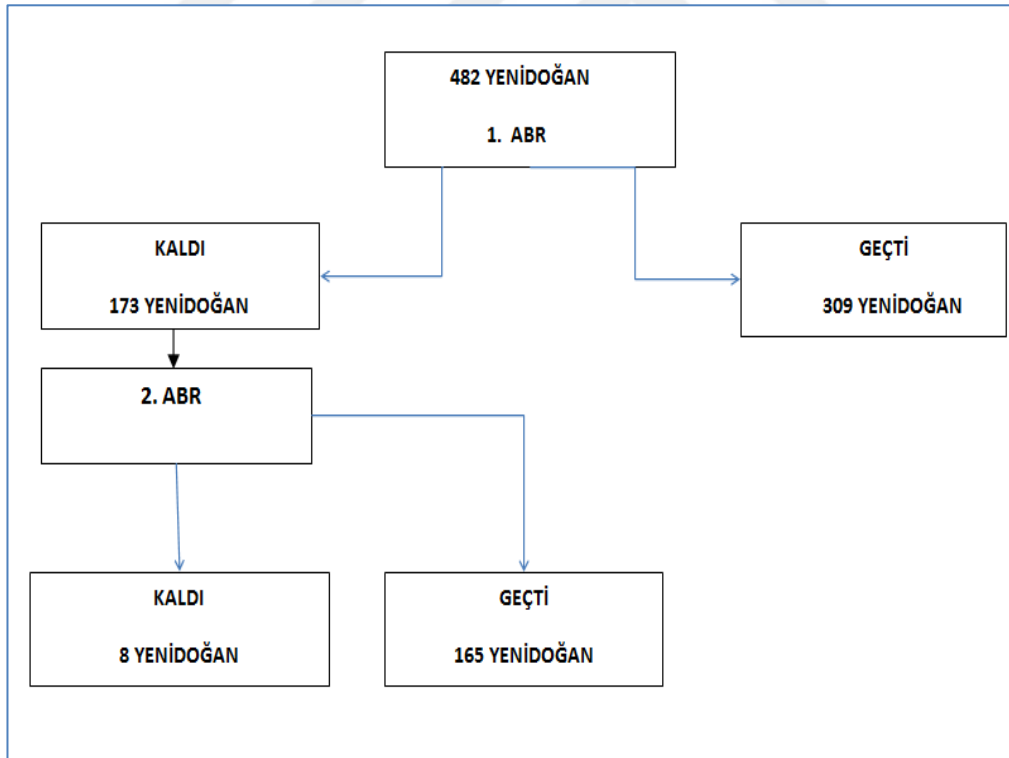 482 YENİDOĞAN
1. ABR
KALDI
173 YENİDOĞAN
GEÇTİ
309 YENİDOĞAN
2. ABR
KALDI
8 YENİDOĞAN
GEÇTİ
165 YENİDOĞAN